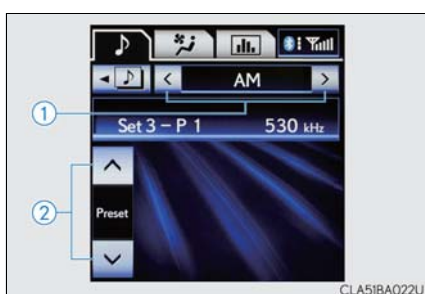 AM
1
Set 3 – P 1 530 kHz
2
Preset
CLA51BA022U